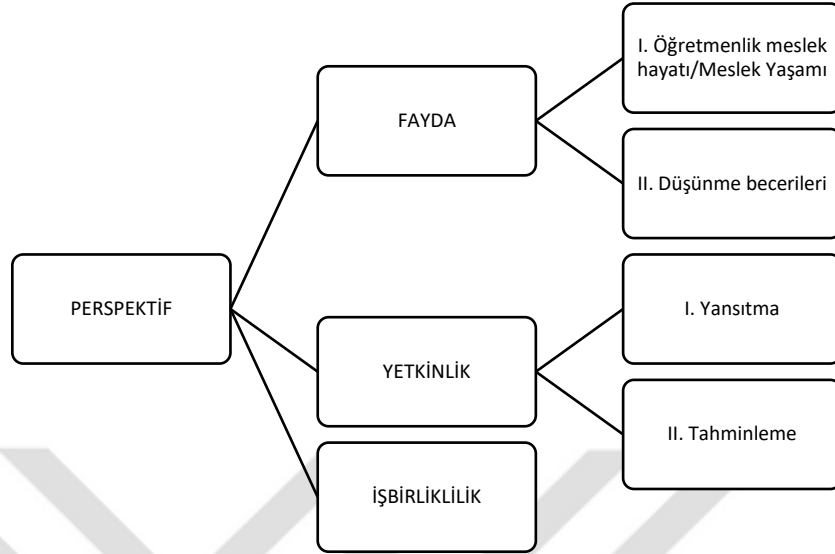 PERSPEKTİF
FAYDA
I. Öğretmenlik meslek
hayatı/Meslek Yaşamı
II. Düşünme becerileri
YETKİNLİK
I. Yansıtma
II. Tahminleme
İŞBİRLİKLİLİK